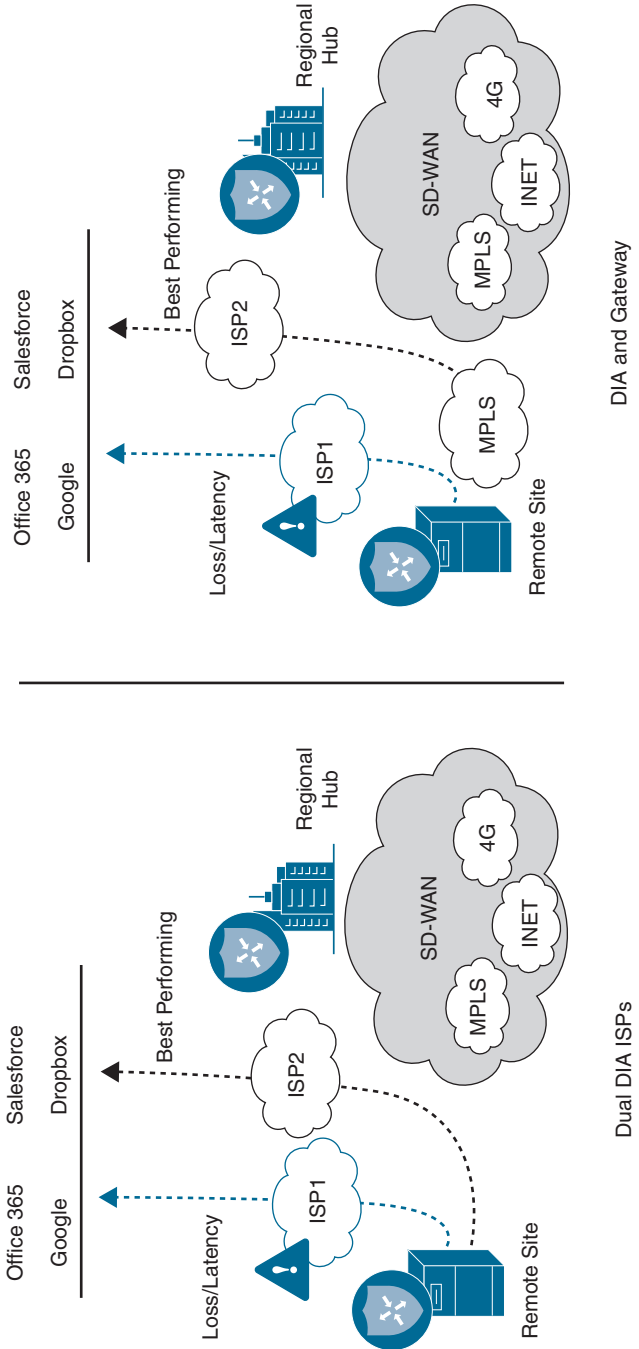 Office 365
Salesforce
Google
Dropbox
Loss/Latency
Best Performing
ISP1
ISP2
Regional
Hub
Remote Site
SD-WAN
MPLS
INET
4G
Dual DIA ISPs
Office 365
Salesforce
Google
Dropbox
Loss/Latency
Best Performing
ISP1
ISP2
Regional
Hub
Remote Site
MPLS
SD-WAN
MPLS
INET
4G
DIA and Gateway